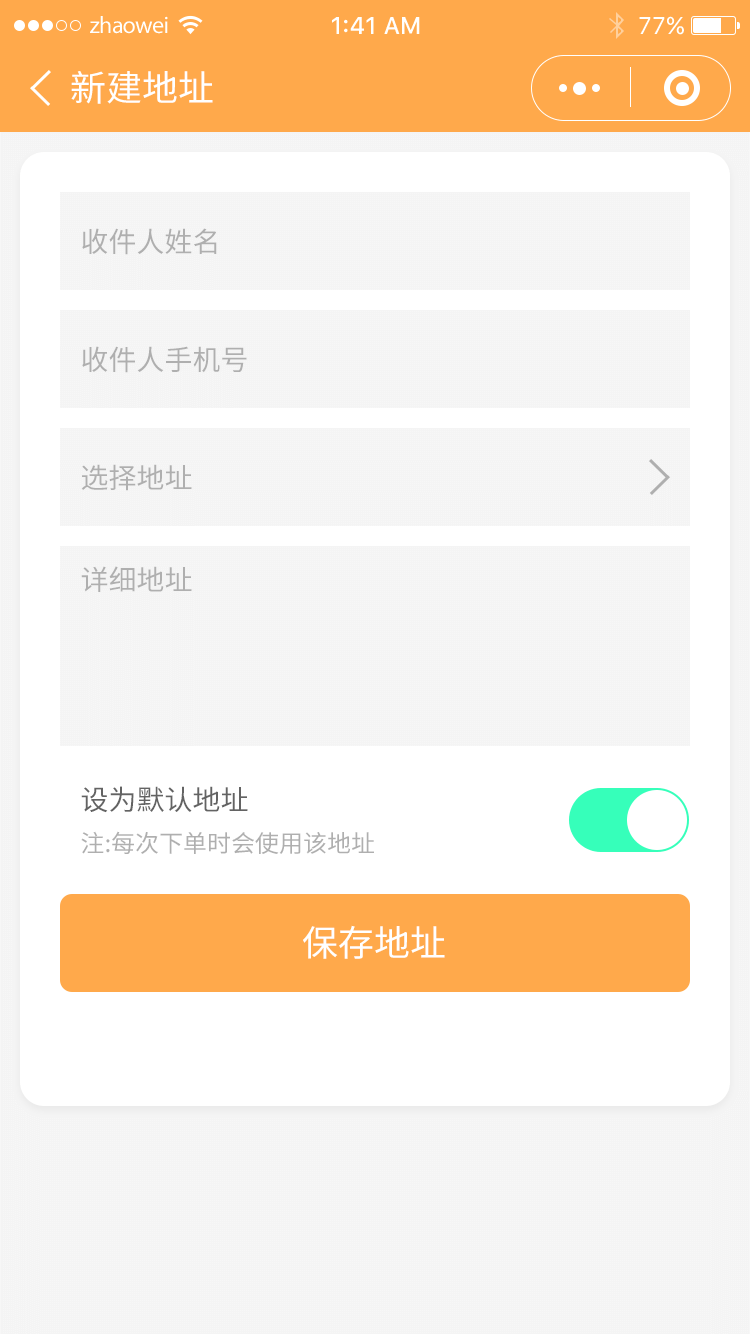 zhaowei 1:41 AM 77%
新建地址
收件人姓名
收件人手机号
选择地址
详细地址
设为默认地址
注:每次下单时会使用该地址
保存地址